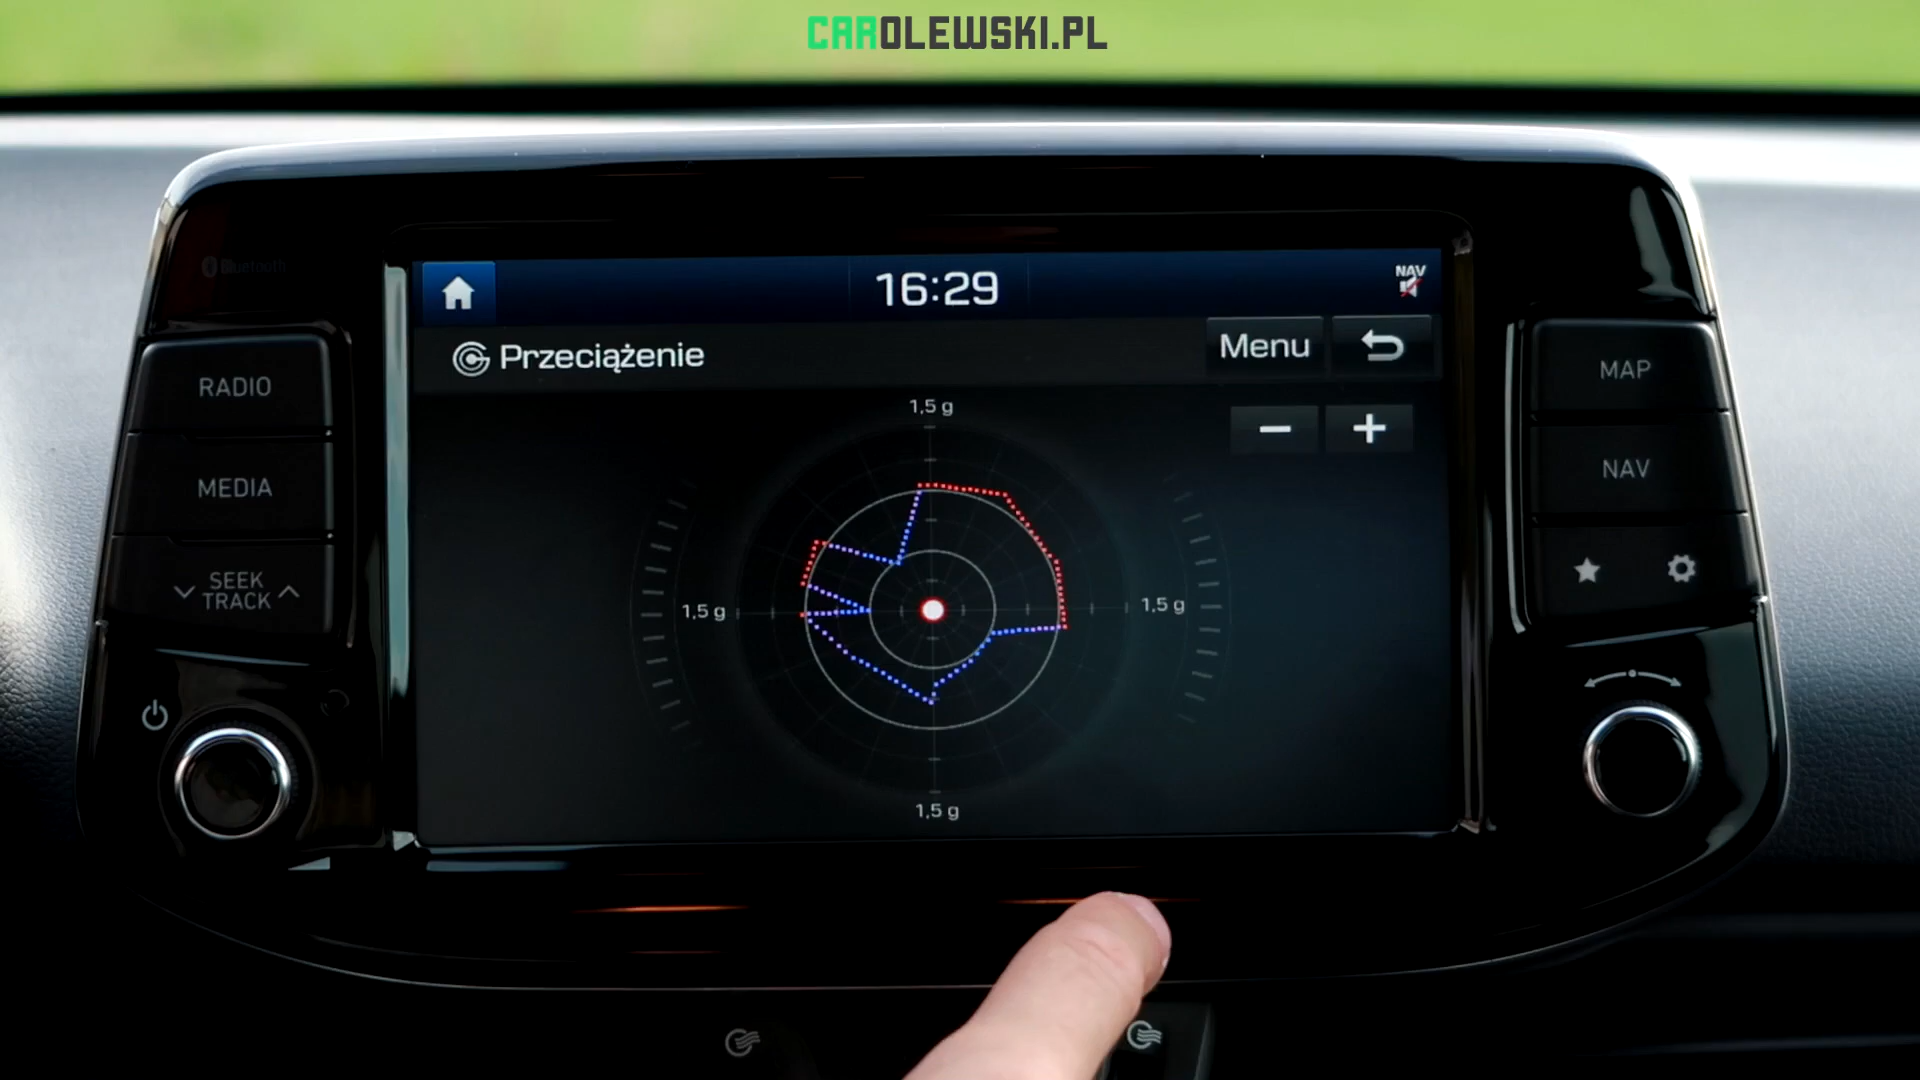 CAROLEWSKI.PL
Bluetooth
16:29
NAV
Przeciążenie
Menu
RADIO
MEDIA
SEEK
TRACK
1,5 g
1,5 g
1,5 g
1,5 g
MAP
NAV